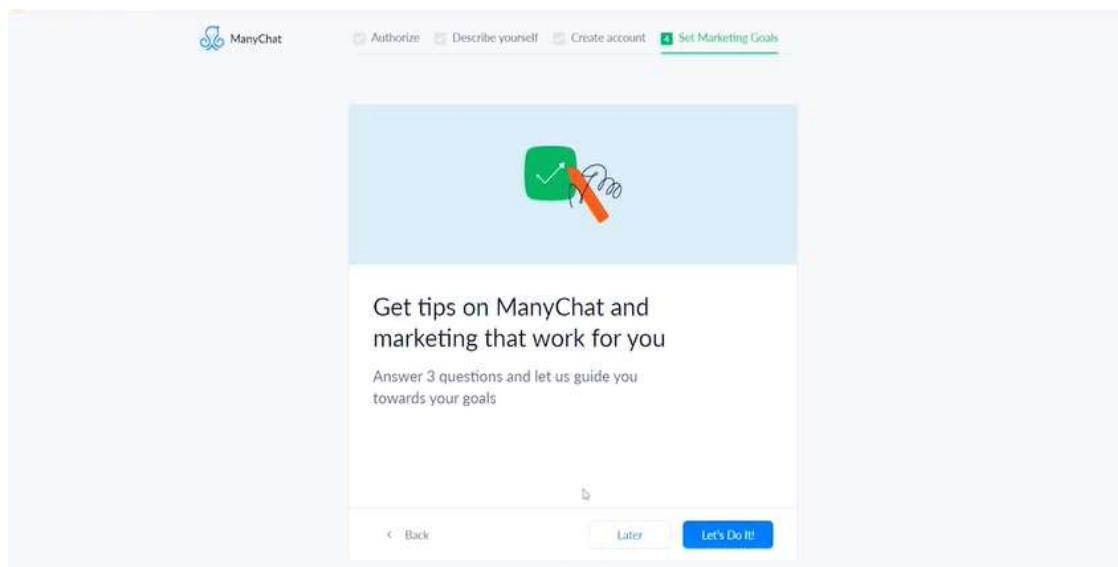 ManyChat
Authorize Describe yourself Create account 4 Set Marketing Goals
Get tips on ManyChat and
marketing that work for you
Answer 3 questions and let us guide you
towards your goals
< Back Later Let's Do It!